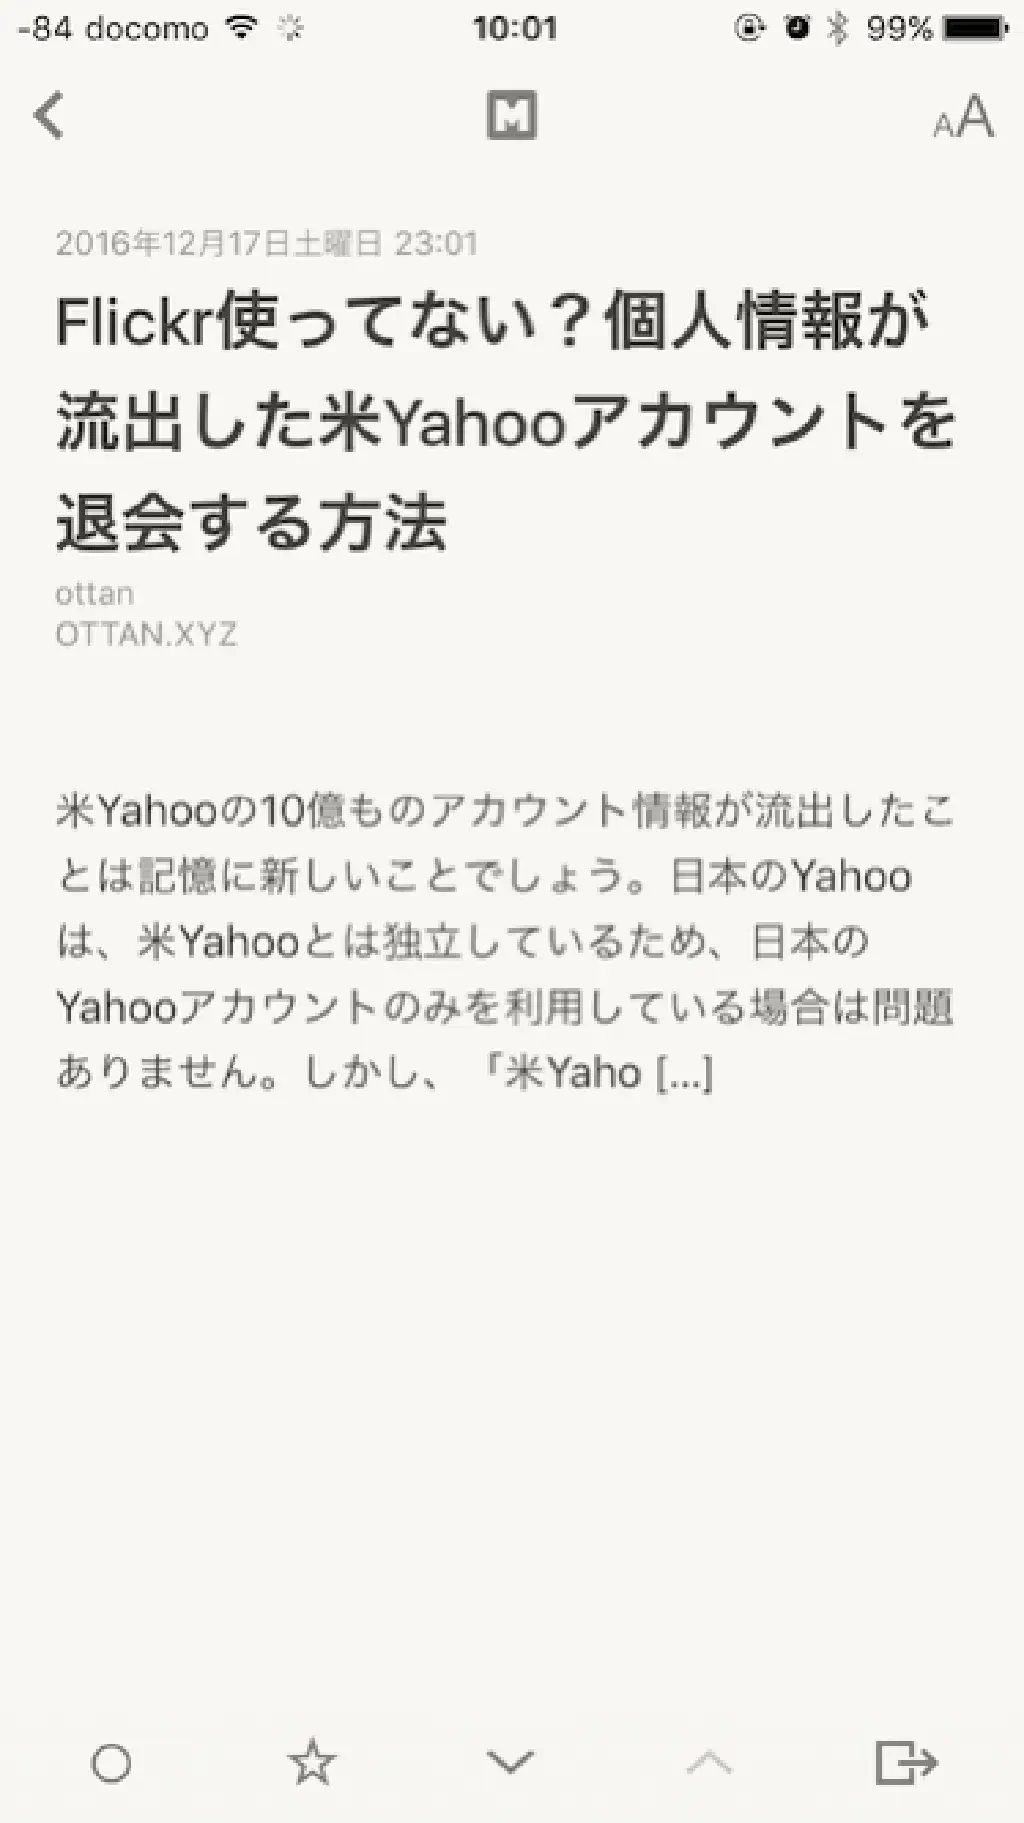 -84 docomo 10:01 99%
M
AA
2016年12月17日土曜日 23:01
Flickr使ってない？個人情報が
流出した米Yahooアカウントを
退会する方法
ottan
OTTAN.XYZ
米Yahooの10億ものアカウント情報が流出したこ
とは記憶に新しいことでしょう。日本のYahoo
は、米Yahooとは独立しているため、日本の
Yahooアカウントのみを利用している場合は問題
ありません。しかし、「米Yaho [...]